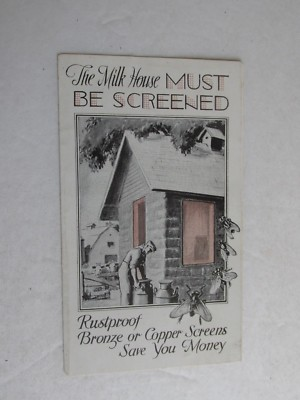 The Milk House MUST
BE SCREENED
Rustproof
Bronze or Copper Screens
Save You Money